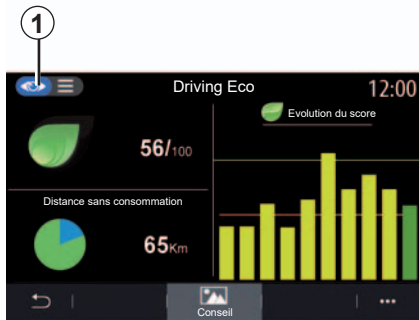 1
Driving Eco
12:00
Evolution du score
56/100
Distance sans consommation
65Km
Conseil